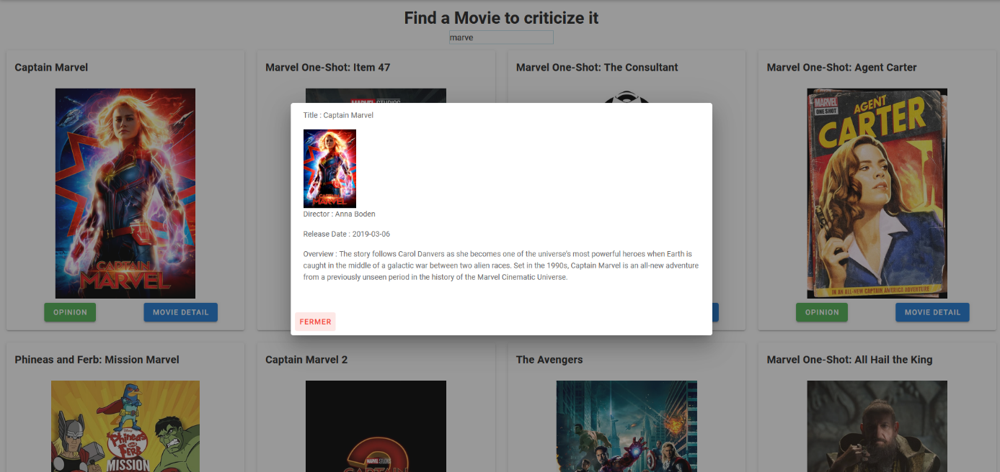 Find a Movie to criticize it
marve
Captain Marvel
Marvel One-Shot: Item 47
Marvel One-Shot: The Consultant
Marvel One-Shot: Agent Carter
CAPTAIN
MARVEL
OPINION
MOVIE DETAIL
MARVEL STUDIOS
Title : Captain Marvel
CAPTAIN
MARVEL
Director : Anna Boden
Release Date : 2019-03-06
Overview : The story follows Carol Danvers as she becomes one of the universe's most powerful heroes when Earth is
caught in the middle of a galactic war between two alien races. Set in the 1990s, Captain Marvel is an all-new adventure
from a previously unseen period in the history of the Marvel Cinematic Universe.
FERMER
MARVEL
ONE SHOT
AGENT
CARTER
IN AN ALL-NEW CAPTAIN AMERICA ADVENTURE
OPINION
MOVIE DETAIL
Phineas and Ferb: Mission Marvel
Captain Marvel 2
The Avengers
Marvel One-Shot: All Hail the King
Phineas
and
Ferb
MISSION
MARVEL STUDIOS
CAPTAIN